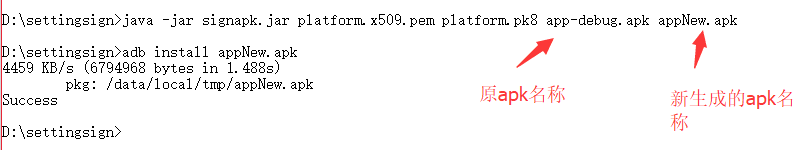 D:\settingsign>java -jar signapk.jar platform.x509.pem platform.pk8 app-debug.apk appNew.apk
D:\settingsign>adb install appNew.apk
4459 KB/s (6794968 bytes in 1.488s)
pkg: /data/local/tmp/appNew.apk
Success
原apk名称
新生成的apk名
称
D:\settingsign>